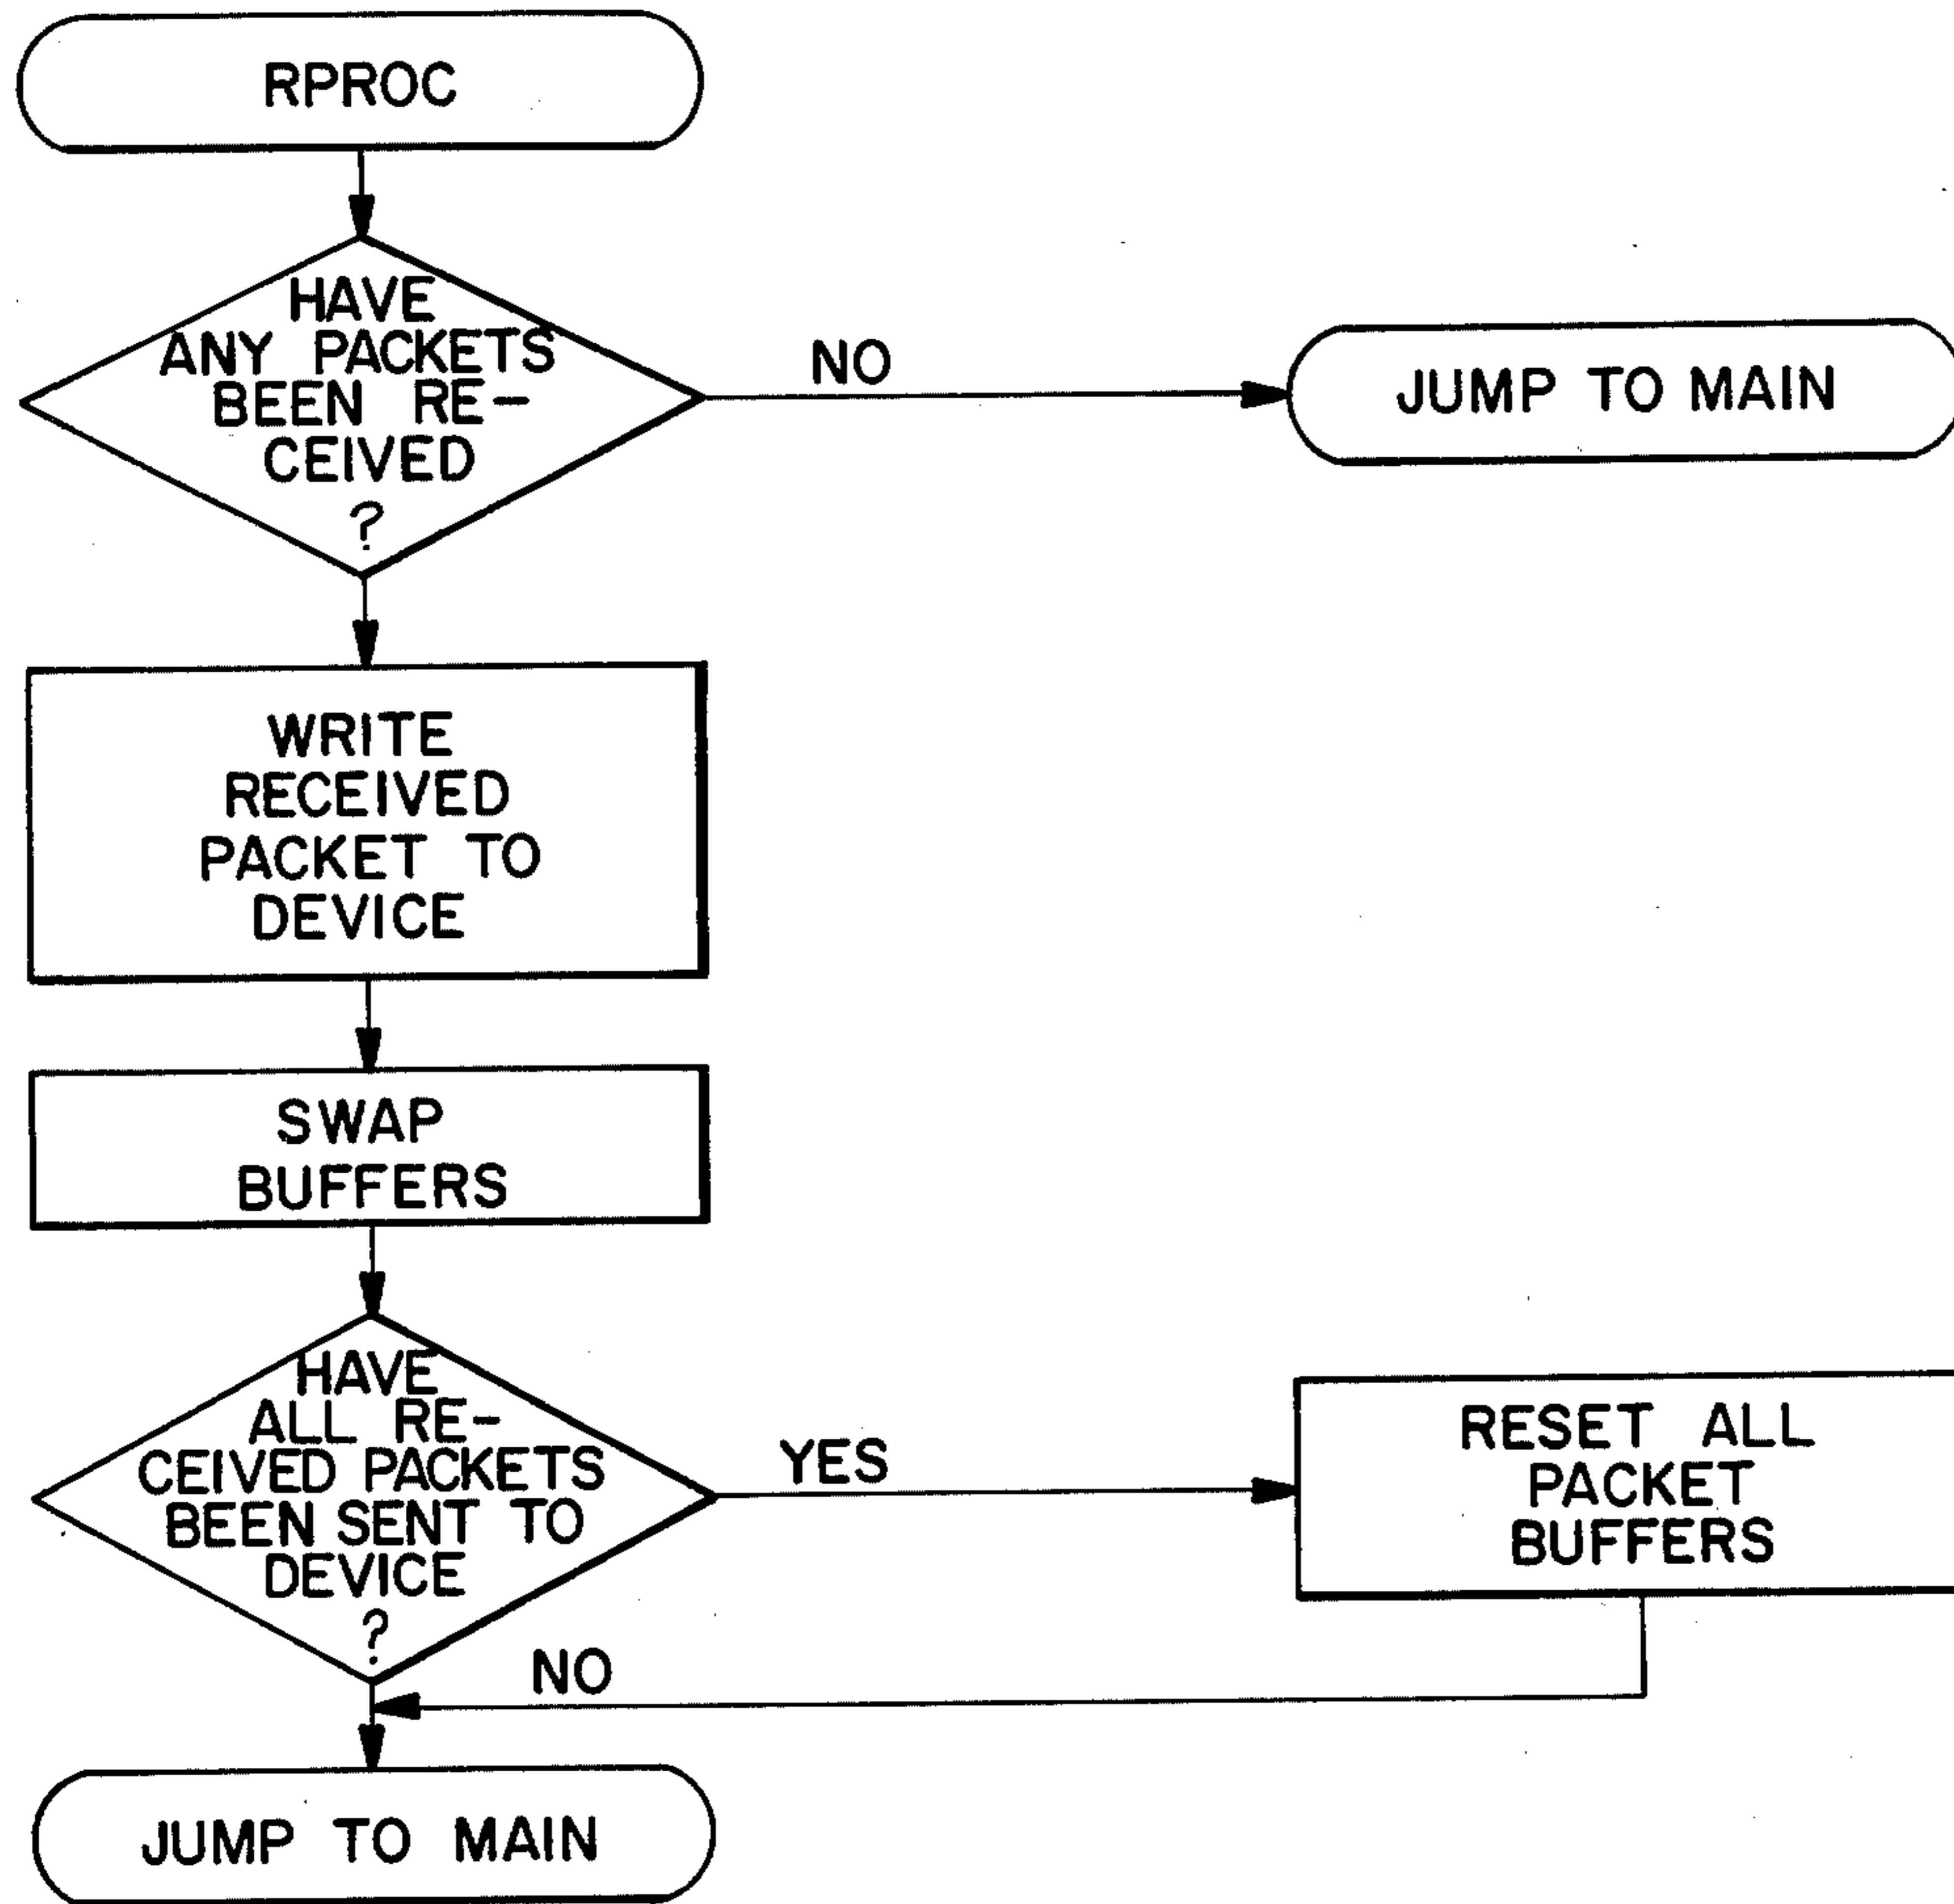 RPROC
HAVE
ANY PACKETS
BEEN RE-
CEIVED
?
NO
JUMP TO MAIN
WRITE
RECEIVED
PACKET TO
DEVICE
SWAP
BUFFERS
HAVE
ALL RE-
CEIVED PACKETS
BEEN SENT TO
DEVICE
?
YES
RESET ALL
PACKET
BUFFERS
NO
JUMP TO MAIN